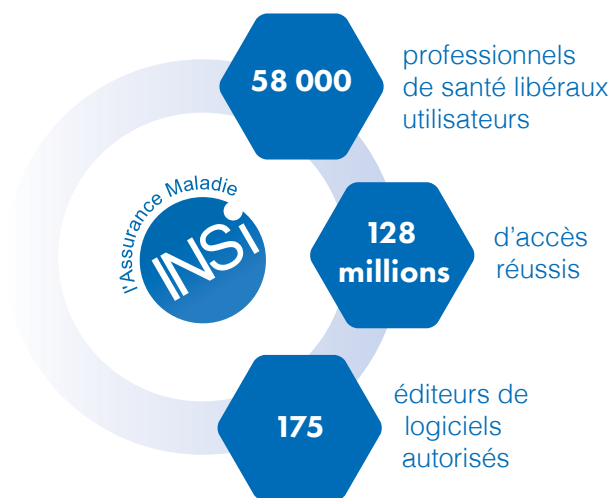 58 000
professionnels
de santé libéraux
utilisateurs
l'Assurance Maladie
INSi
128
millions
d'accès
réussis
175
éditeurs de
logiciels
autorisés